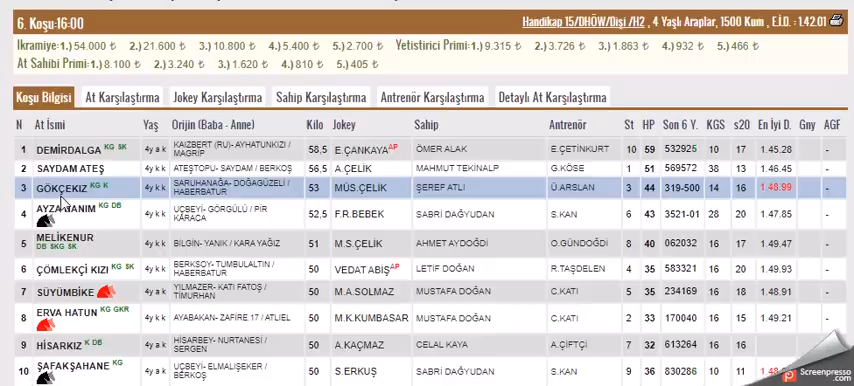 6. Koşu:16:00 Handikap 15/DHÖW/Dişi /H2 , 4 Yaşlı Araplar, 1500 Kum , E.İ.D. : 1.42.01
İkramiye:1.) 54.000 ₺ 2.) 21.600 ₺ 3.) 10.800 ₺ 4.) 5.400 ₺ 5.) 2.700 ₺ Yetistirici Primi:1.) 9.315 ₺ 2.) 3.726 ₺ 3.) 1.863 ₺ 4.) 932 ₺ 5.) 466 ₺
At Sahibi Primi:1.) 8.100 ₺ 2.) 3.240 ₺ 3.) 1.620 ₺ 4.) 810 ₺ 5.) 405 ₺
Koşu Bilgisi At Karşılaştırma Jokey Karşılaştırma Sahip Karşılaştırma Antrenör Karşılaştırma Detaylı At Karşılaştırma
N At İsmi Yaş Orijin (Baba - Anne) Kilo Jokey Sahip Antrenör St HP Son 6 Y. KGS s20 En İyi D. Gny AGF
1 DEMİRDALGA KG SK 4y a k KAIZBERT (RU)- AYHATUNKIZI / MAGRIP 58,5 E.ÇANKAYA AP ÖMER ALAK E.ÇETİNKURT 10 59 532925 10 17 1.45.28 -
2 SAYDAM ATEŞ 4y k k ATEŞTOPU- SAYDAM / BERKOŞ 56,5 A.ÇELİK MAHMUT TEKİNALP G.KÖSE 1 51 569572 38 13 1.46.45 -
3 GÖKÇEKIZ KG K 4y k k SARUHANAĞA- DOĞAGÜZELİ / HABERBATUR 53 MÜS.ÇELİK ŞEREF ATLI Ü.ARSLAN 3 44 319-500 14 16 1.48.99 -
4 AYZA HANIM KG DB 4y k k UÇBEYİ- GÖRGÜLÜ / PİR KARACA 52,5 F.R.BEBEK SABRİ DAĞYUDAN S.KAN 6 43 3521-01 28 20 1.47.85 -
5 MELİKENUR DB SKG SK 4y k k BİLGİN- YANIK / KARA YAĞIZ 51 M.S.ÇELİK AHMET AYDOĞDİ O.GÜNDOĞDİ 8 40 062032 16 17 1.49.47 -
6 ÇÖMLEKÇİ KIZI KG SK 4y k k BERKSOY- TUMBULALTIN / HABERBATUR 50 VEDAT ABİŞ AP LETİF DOĞAN R.TAŞDELEN 4 35 583321 16 20 1.49.93 -
7 SÜYÜMBİKE 4y a k YILMAZER- KATI FATOŞ / TİMURHAN 50 M.A.SOLMAZ MUSTAFA DOĞAN C.KATI 5 35 234169 16 18 1.48.91 -
8 ERVA HATUN KG GKR 4y k k AYABAKAN- ZAFİRE 17 / ATLIEL 50 M.K.KUMBASAR MUSTAFA DOĞAN C.KATI 2 33 170040 16 15 1.49.21 -
9 HİSARKIZ K DB 4y a k HİSARBEY- NURTANESİ / SERGEN 50 A.KAÇMAZ CELAL KAYA A.ÇİFTÇİ 7 32 613264 16 16 -
10 ŞAFAKŞAHANE KG 4y a k UÇBEYİ- ELMALIŞEKER / BERKOŞ 50 S.ERKUŞ SABRİ DAĞYUDAN S.KAN 9 36 830286 10 11
Screenpresso
.com